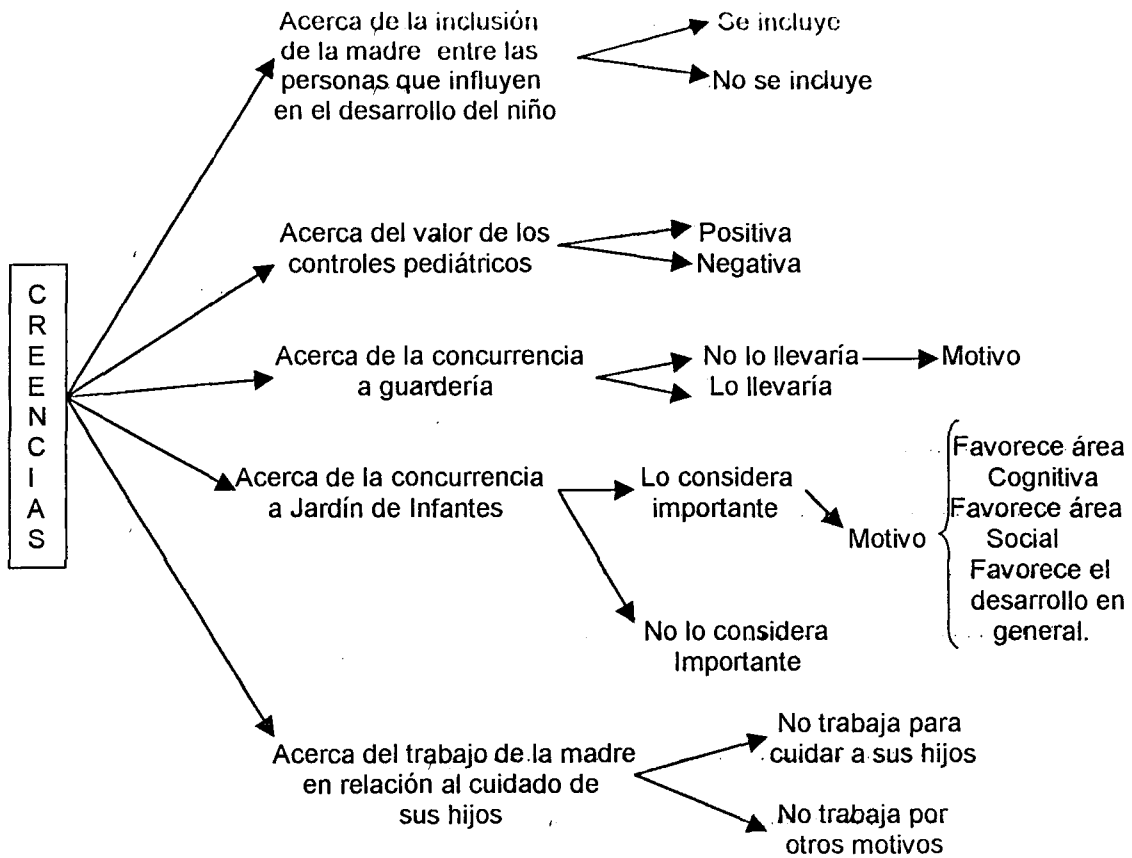 Acerca de la inclusión
de la madre entre las
personas que influyen
en el desarrollo del niño
Se incluye
No se incluye
Acerca del valor de los
controles pediátricos
Positiva
Negativa
CREENCIAS
Acerca de la concurrencia
a guardería
No lo llevaría
Lo llevaría
Motivo
Acerca de la concurrencia
a Jardín de Infantes
Lo considera
importante
Motivo
Favorece área
Cognitiva
Favorece área
Social
Favorece el
desarrollo en
general.
No lo considera
Importante
Acerca del trabajo de la madre
en relación al cuidado de
sus hijos
No trabaja para
cuidar a sus hijos
No trabaja por
otros motivos